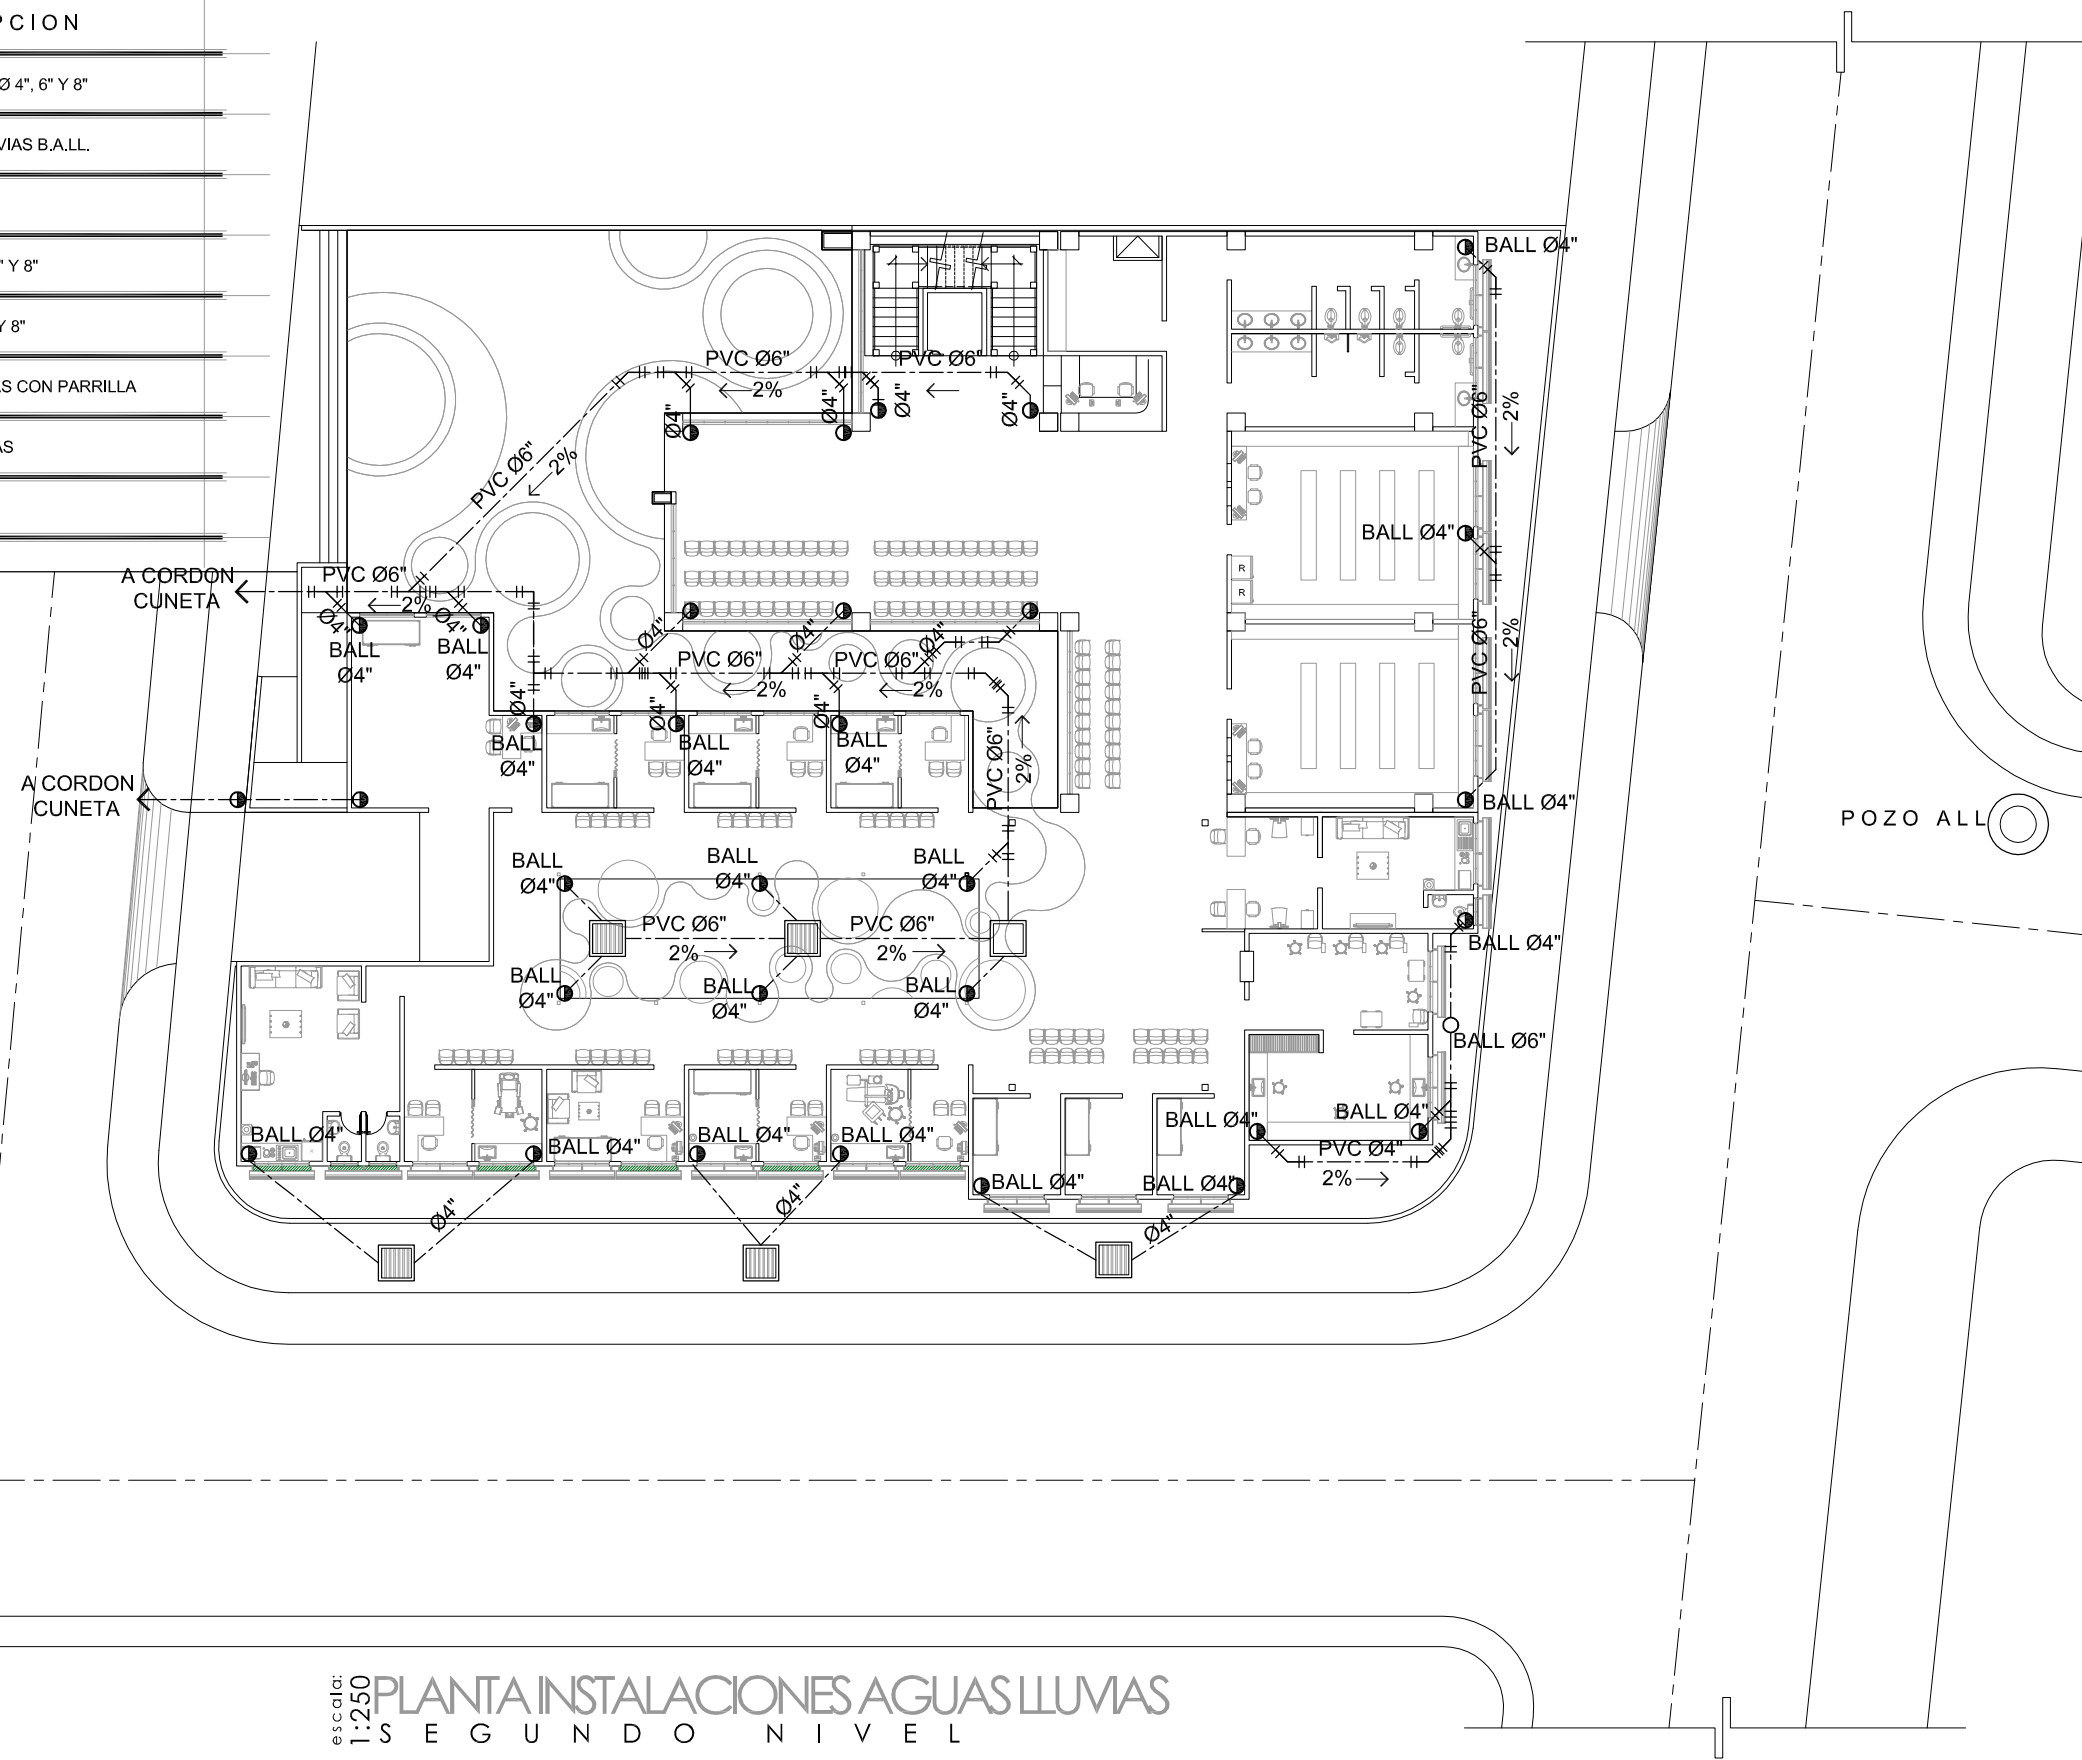 PCION
Ø 4", 6" Y 8"
VIAS B.A.LL.
" Y 8"
Y 8"
AS CON PARRILLA
AS
BALL Ø4"
PVC Ø6"
2%
PVC Ø6"
Ø4"
Ø4"
Ø4"
Ø4"
PVC Ø6"
2%
PVC Ø6"
2%
BALL Ø4"
R
R
A CORDON
CUNETA
PVC Ø6"
2%
Ø4"
Ø4"
BALL
Ø4"
BALL
Ø4"
Ø4"
Ø4"
Ø4"
PVC Ø6"
2%
PVC Ø6"
2%
PVC Ø6"
2%
Ø4"
Ø4"
Ø4"
BALL
Ø4"
BALL
Ø4"
BALL
Ø4"
PVC Ø6"
2%
A CORDON
CUNETA
BALL Ø4"
POZO ALL
BALL
Ø4"
BALL
Ø4"
BALL
Ø4"
PVC Ø6"
2%
PVC Ø6"
2%
BALL Ø4"
BALL
Ø4"
BALL
Ø4"
BALL
Ø4"
BALL Ø6"
BALL Ø4"
BALL Ø4"
BALL Ø4"
BALL Ø4"
BALL Ø4"
BALL Ø4"
PVC Ø4"
2%
BALL Ø4"
BALL Ø4"
Ø4"
Ø4"
Ø4"
escala:
1:250
PLANTA INSTALACIONES AGUAS LLUVIAS
SEGUNDO NIVEL